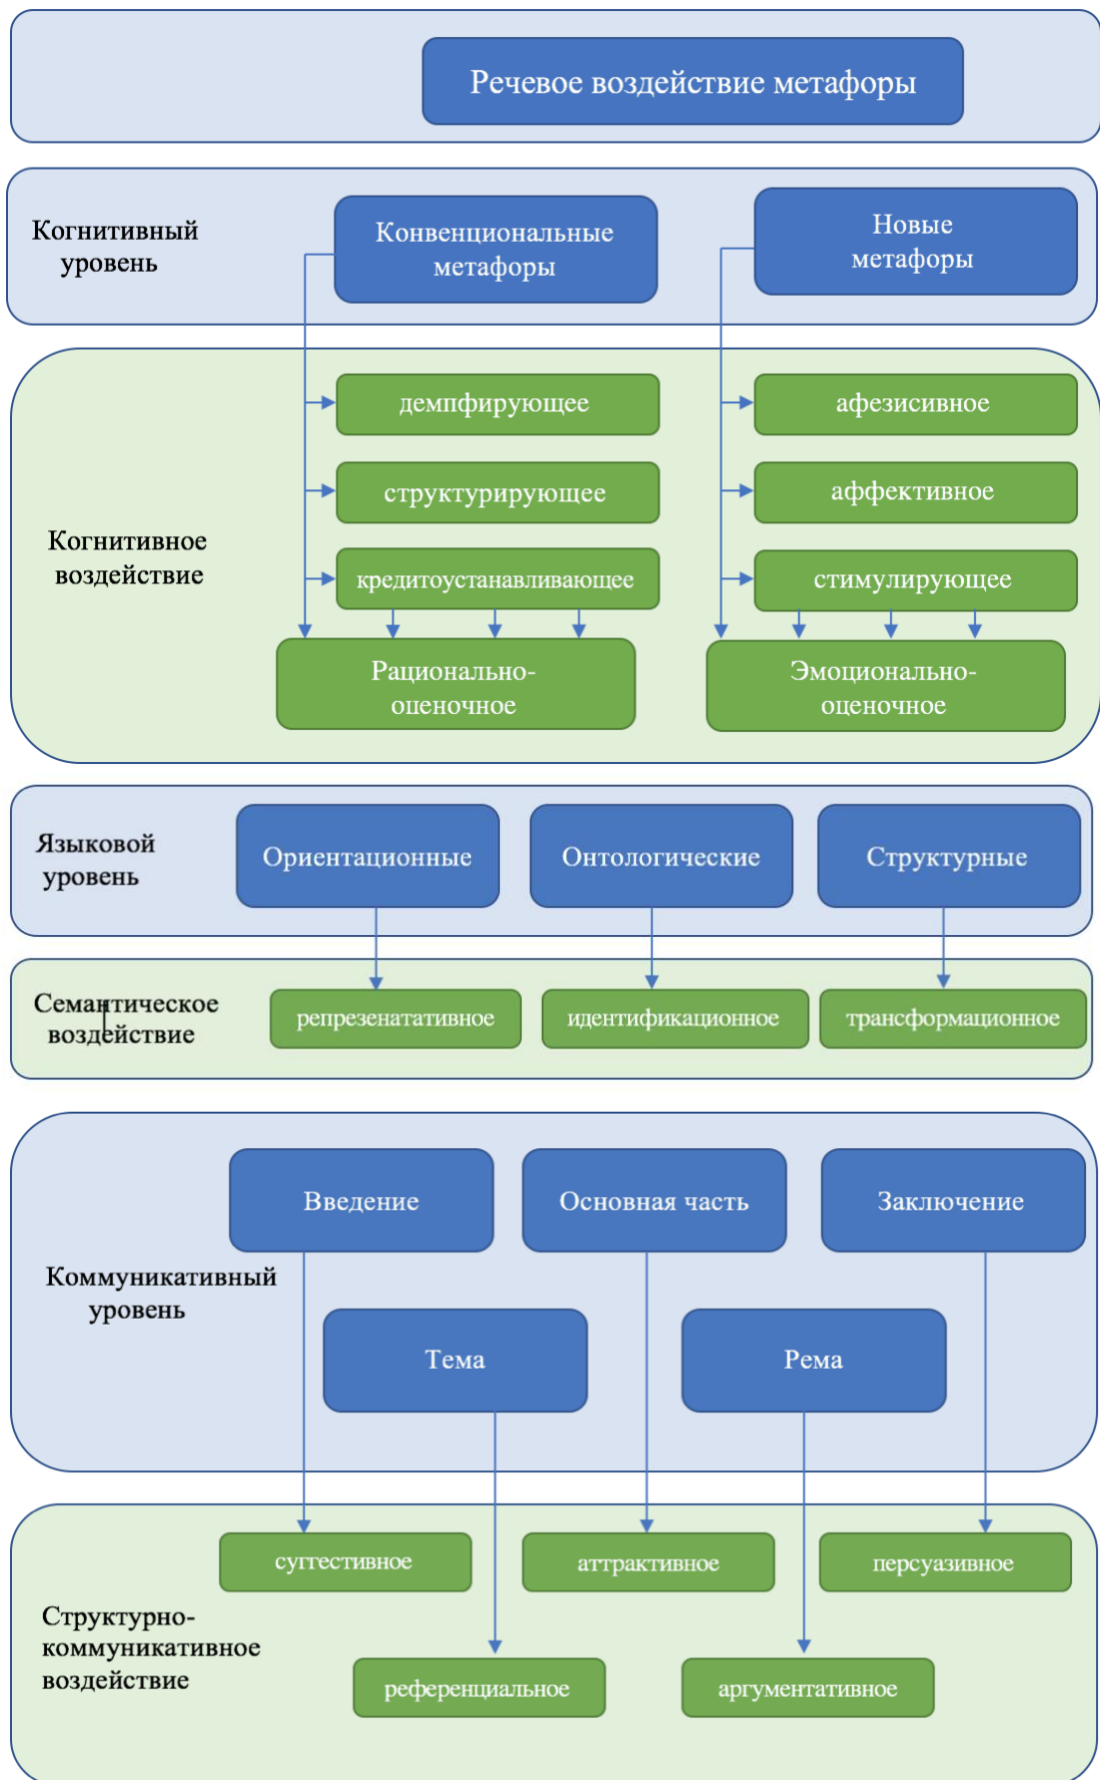 Речевое воздействие метафоры
Когнитивный
уровень
Конвенциональные
метафоры
Новые
метафоры
Когнитивное
воздействие
демпфирующее
афезисивное
структурирующее
аффективное
кредитоустанавливающее
стимулирующее
Рационально-
оценочное
Эмоционально-
оценочное
Языковой
уровень
Ориентационные
Онтологические
Структурные
Семантическое
воздействие
репрезенатативное
идентификационное
трансформационное
Коммуникативный
уровень
Введение
Основная часть
Заключение
Тема
Рема
Структурно-
коммуникативное
воздействие
суггестивное
аттрактивное
персуазивное
референциальное
аргументативное